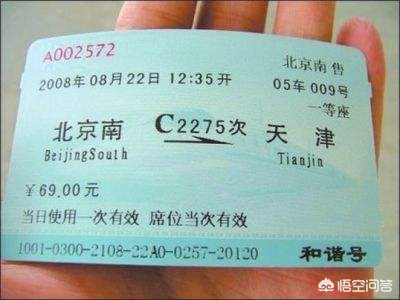 A002572
北京南售
2008年08月22日12:35开
05车009号
一等座
北京南 C2275次 天津
BeijingSouth Tianjin
￥69.00元
当日使用一次有效 席位当次有效
1001-0300-2108-22A0-0257-20120 和谐号
悟空问答